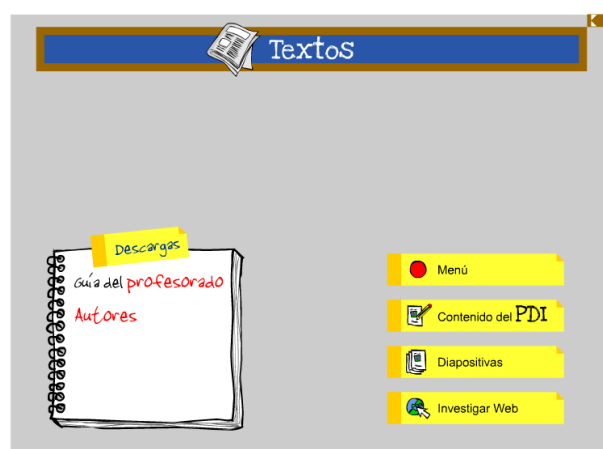 Textos
Descargas
Guía del profesorado
Autores
Menú
Contenido del PDI
Diapositivas
Investigar Web